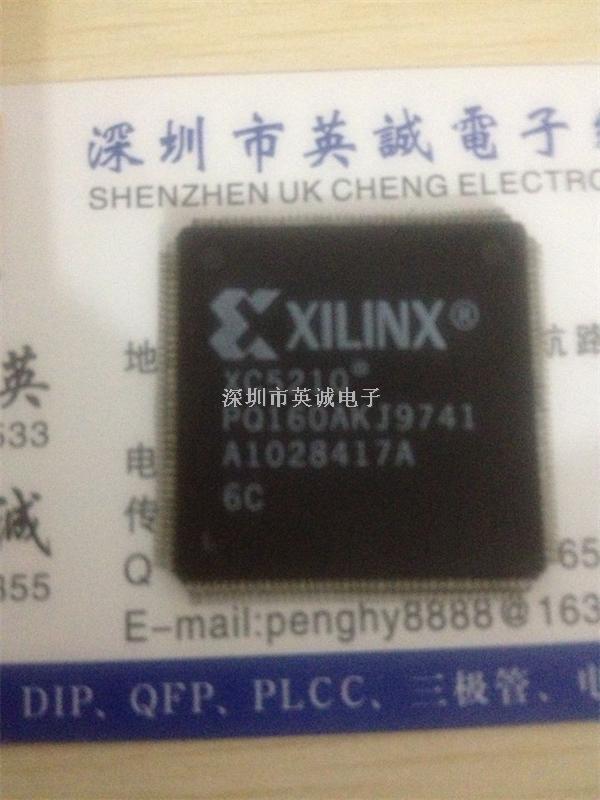 深圳市英誠電子
SHENZHEN UK CHENG ELECTRO
XILINX®
地
航路
英
XC5210®
深圳市英诚电子
PQ160AKJ9741
533
电
A1028417A
传
6C
诚
Q
65
355
E-mail:penghy8888@163
DIP、QFP、PLCC、三极管、电